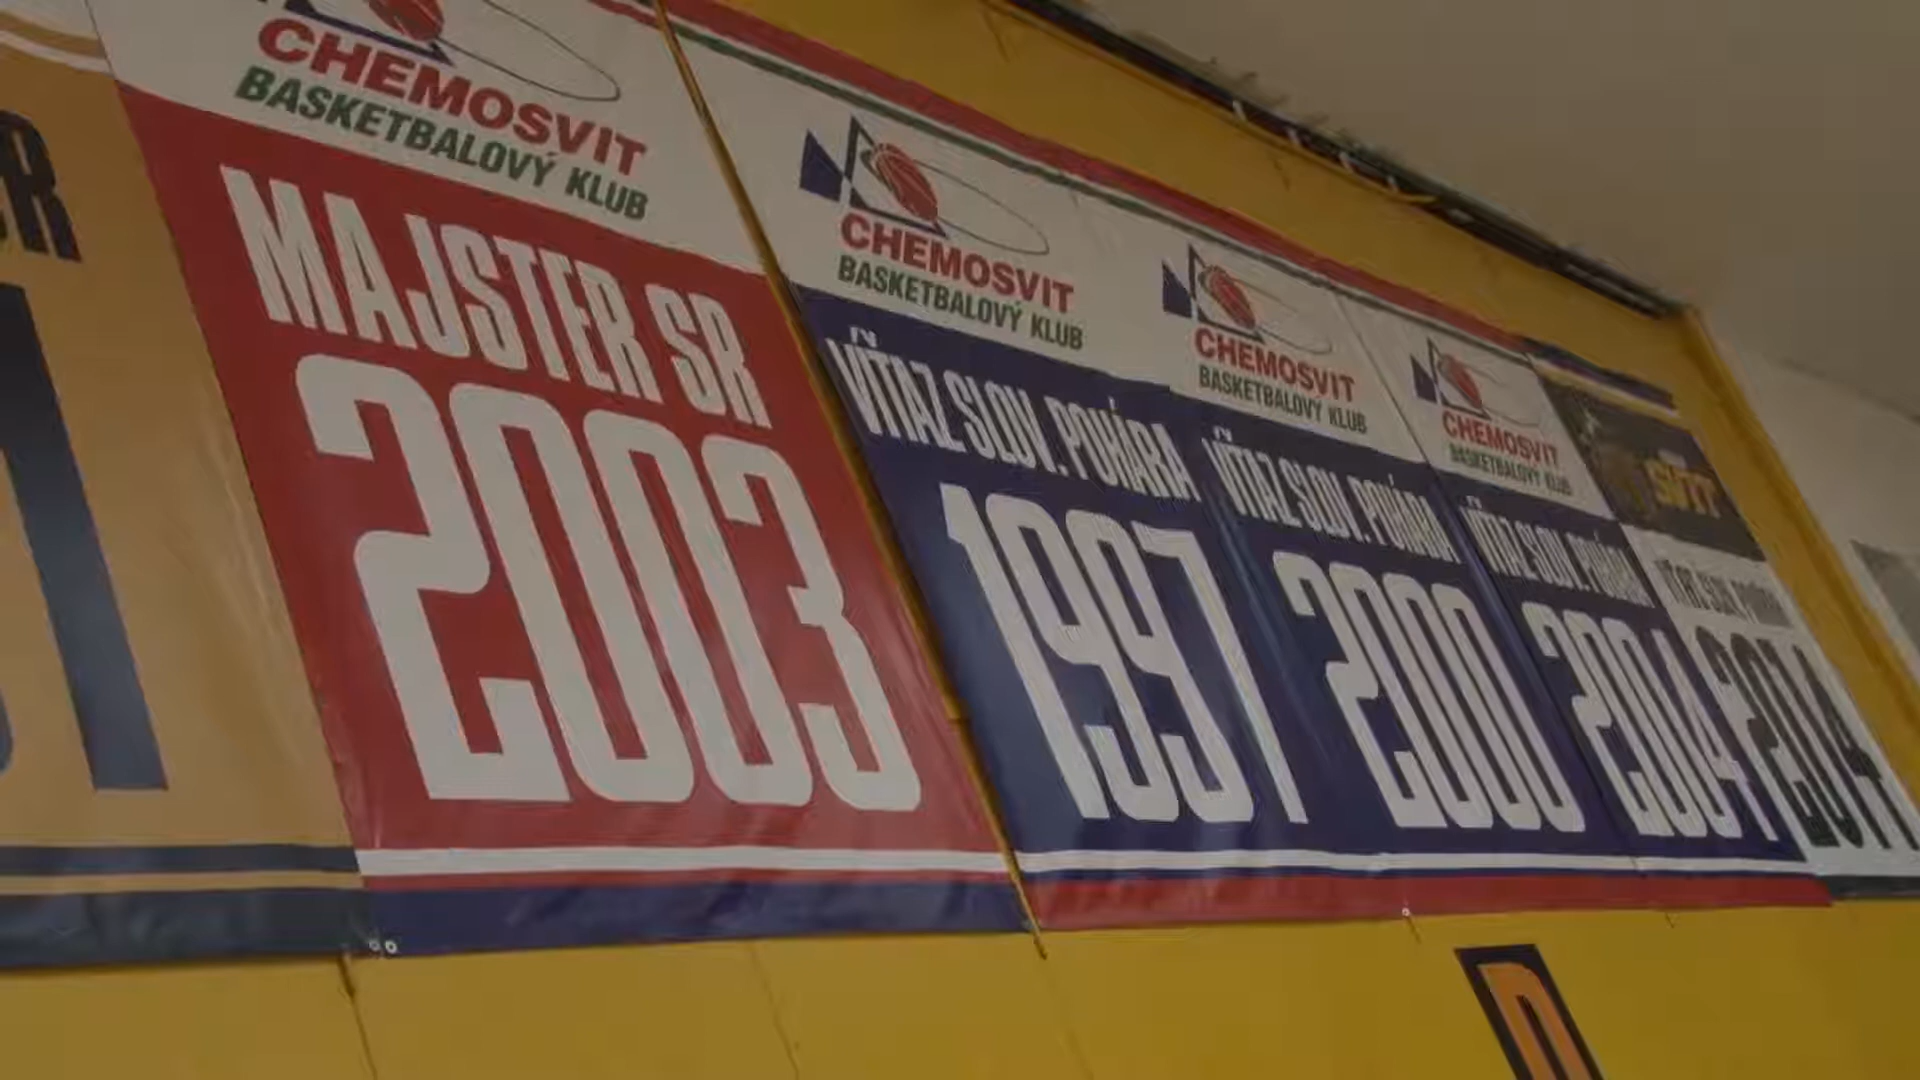 CHEMOSVIT
BASKETBALOVÝ KLUB
MAJSTER SR
2003
CHEMOSVIT
BASKETBALOVÝ KLUB
VÍŤAZ SLOV. POHÁRA
1997
CHEMOSVIT
BASKETBALOVÝ KLUB
VÍŤAZ SLOV. POHÁRA
2000
CHEMOSVIT
BASKETBALOVÝ KLUB
VÍŤAZ SLOV. POHÁRA
2004
SVIT
VÍŤAZ SLOV. POHÁRA
2014